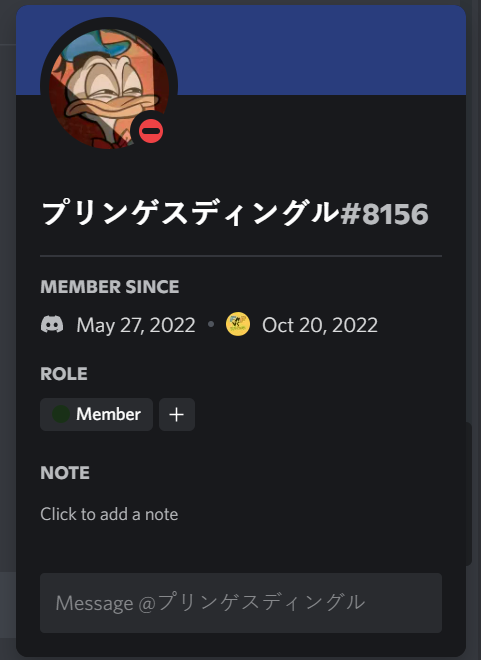 プリンゲスディングル#8156
MEMBER SINCE
May 27, 2022 • Oct 20, 2022
ROLE
Member +
NOTE
Click to add a note
Message @プリンゲスディングル